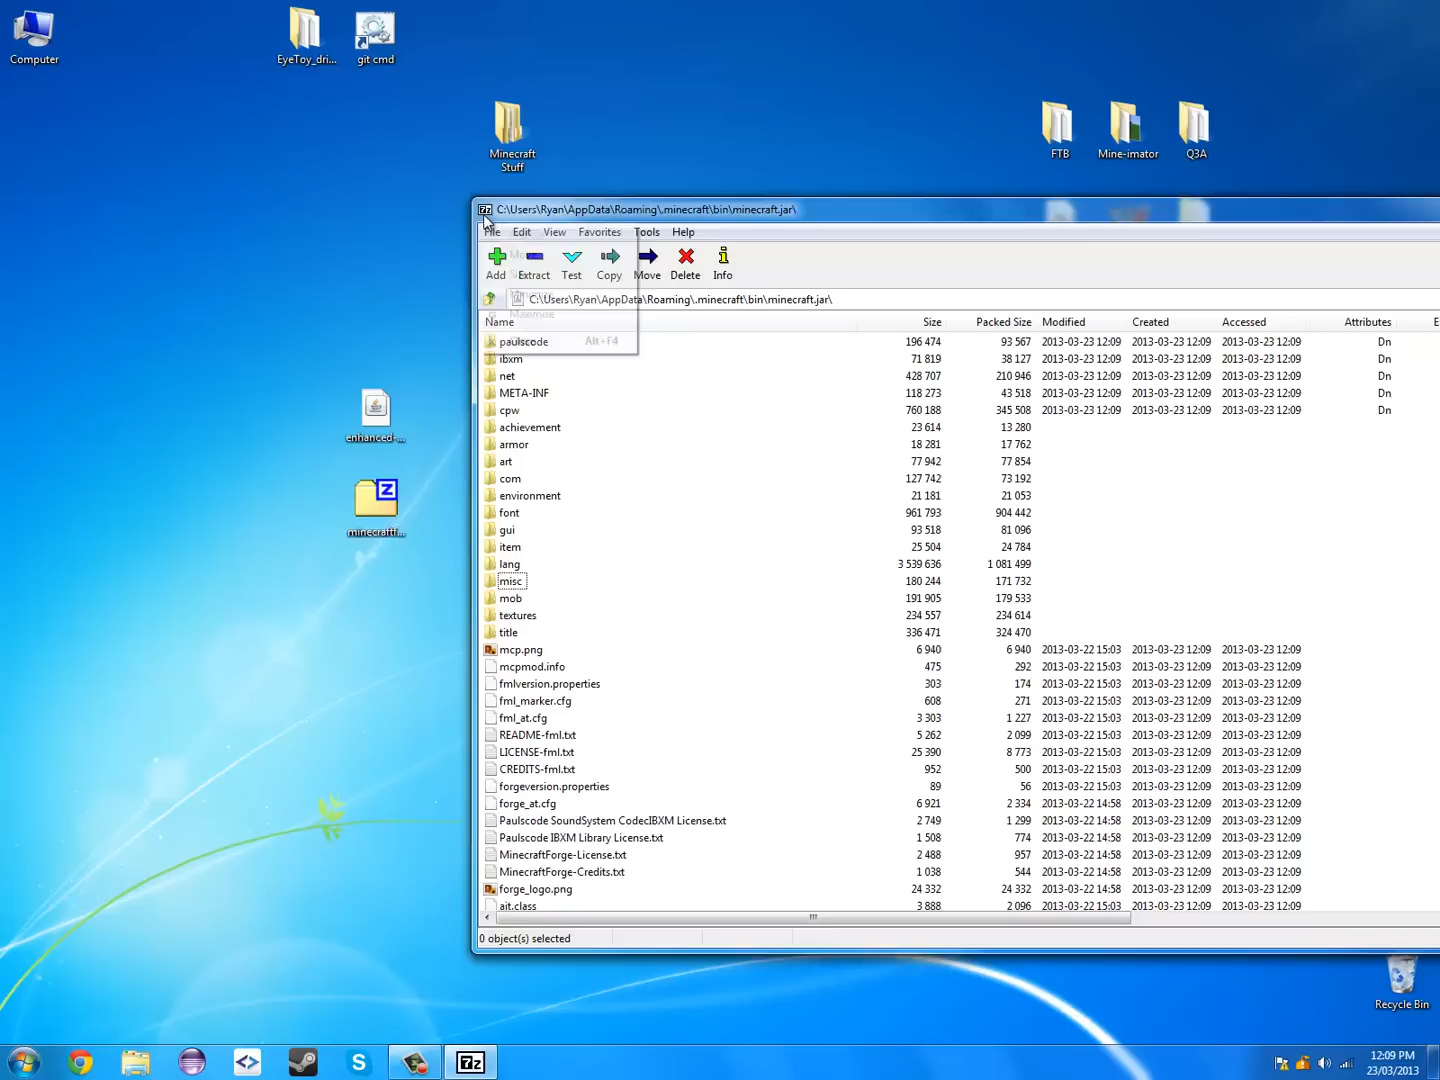 Computer
EyeToy_dri...
git cmd
Minecraft
Stuff
FTB
Mine-imator
Q3A
enhanced-...
minecraftf...
C:\Users\Ryan\AppData\Roaming\.minecraft\bin\minecraft.jar\
File Edit View Favorites Tools Help
Add Extract Test Copy Move Delete Info
Maximize
Alt+F4
C:\Users\Ryan\AppData\Roaming\.minecraft\bin\minecraft.jar\
Name Size Packed Size Modified Created Accessed Attributes
paulscode 196 474 93 567 2013-03-23 12:09 2013-03-23 12:09 2013-03-23 12:09 Dn
ibxm 71 819 38 127 2013-03-23 12:09 2013-03-23 12:09 2013-03-23 12:09 Dn
net 428 707 210 946 2013-03-23 12:09 2013-03-23 12:09 2013-03-23 12:09 Dn
META-INF 118 273 43 518 2013-03-23 12:09 2013-03-23 12:09 2013-03-23 12:09 Dn
cpw 760 188 345 508 2013-03-23 12:09 2013-03-23 12:09 2013-03-23 12:09 Dn
achievement 23 614 13 280
armor 18 281 17 762
art 77 942 77 854
com 127 742 73 192
environment 21 181 21 053
font 961 793 904 442
gui 93 518 81 096
item 25 504 24 784
lang 3 539 636 1 081 499
misc 180 244 171 732
mob 191 905 179 533
textures 234 557 234 614
title 336 471 324 470
mcp.png 6 940 6 940 2013-03-22 15:03 2013-03-23 12:09 2013-03-23 12:09
mcpmod.info 475 292 2013-03-22 15:03 2013-03-23 12:09 2013-03-23 12:09
fmlversion.properties 303 174 2013-03-22 15:03 2013-03-23 12:09 2013-03-23 12:09
fml_marker.cfg 608 271 2013-03-22 15:03 2013-03-23 12:09 2013-03-23 12:09
fml_at.cfg 3 303 1 227 2013-03-22 15:03 2013-03-23 12:09 2013-03-23 12:09
README-fml.txt 5 262 2 099 2013-03-22 15:03 2013-03-23 12:09 2013-03-23 12:09
LICENSE-fml.txt 25 390 8 773 2013-03-22 15:03 2013-03-23 12:09 2013-03-23 12:09
CREDITS-fml.txt 952 500 2013-03-22 15:03 2013-03-23 12:09 2013-03-23 12:09
forgeversion.properties 89 56 2013-03-22 15:03 2013-03-23 12:09 2013-03-23 12:09
forge_at.cfg 6 921 2 334 2013-03-22 14:58 2013-03-23 12:09 2013-03-23 12:09
Paulscode SoundSystem CodecIBXM License.txt 2 749 1 299 2013-03-22 14:58 2013-03-23 12:09 2013-03-23 12:09
Paulscode IBXM Library License.txt 1 508 774 2013-03-22 14:58 2013-03-23 12:09 2013-03-23 12:09
MinecraftForge-License.txt 2 488 957 2013-03-22 14:58 2013-03-23 12:09 2013-03-23 12:09
MinecraftForge-Credits.txt 1 038 544 2013-03-22 14:58 2013-03-23 12:09 2013-03-23 12:09
forge_logo.png 24 332 24 332 2013-03-22 14:58 2013-03-23 12:09 2013-03-23 12:09
ait.class 3 888 2 096 2013-03-22 15:03 2013-03-23 12:09 2013-03-23 12:09
0 object(s) selected
Recycle Bin
12:09 PM
23/03/2013